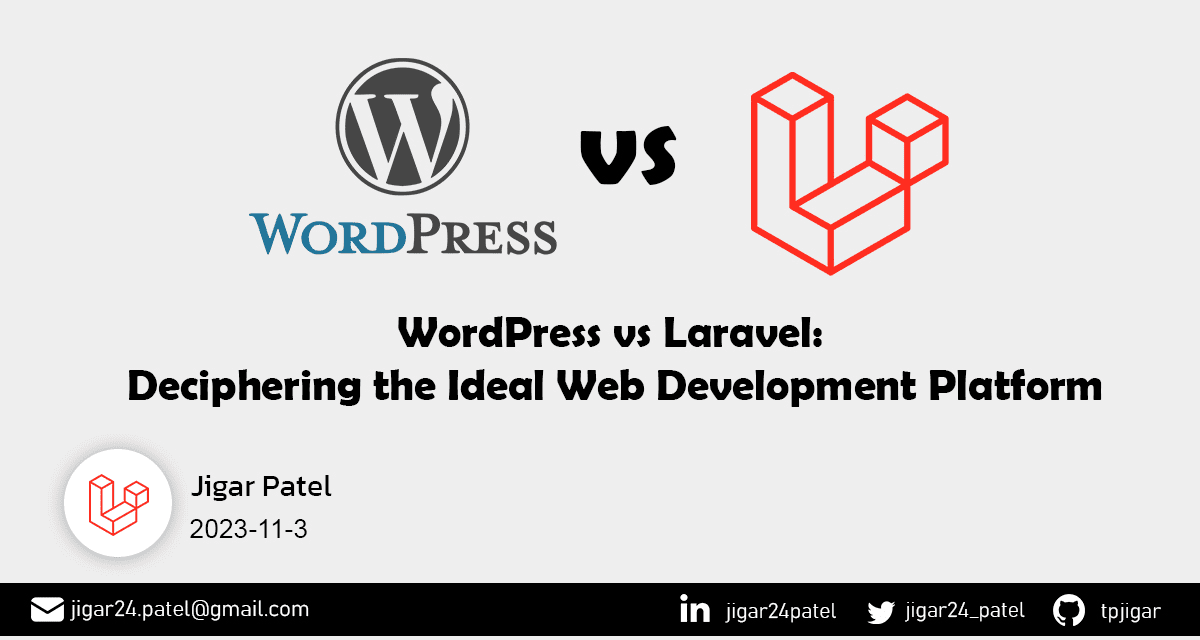 WORDPRESS
vs
WordPress vs Laravel:
Deciphering the Ideal Web Development Platform
Jigar Patel
2023-11-3
jigar24.patel@gmail.com
in jigar24patel
jigar24_patel
tpjigar